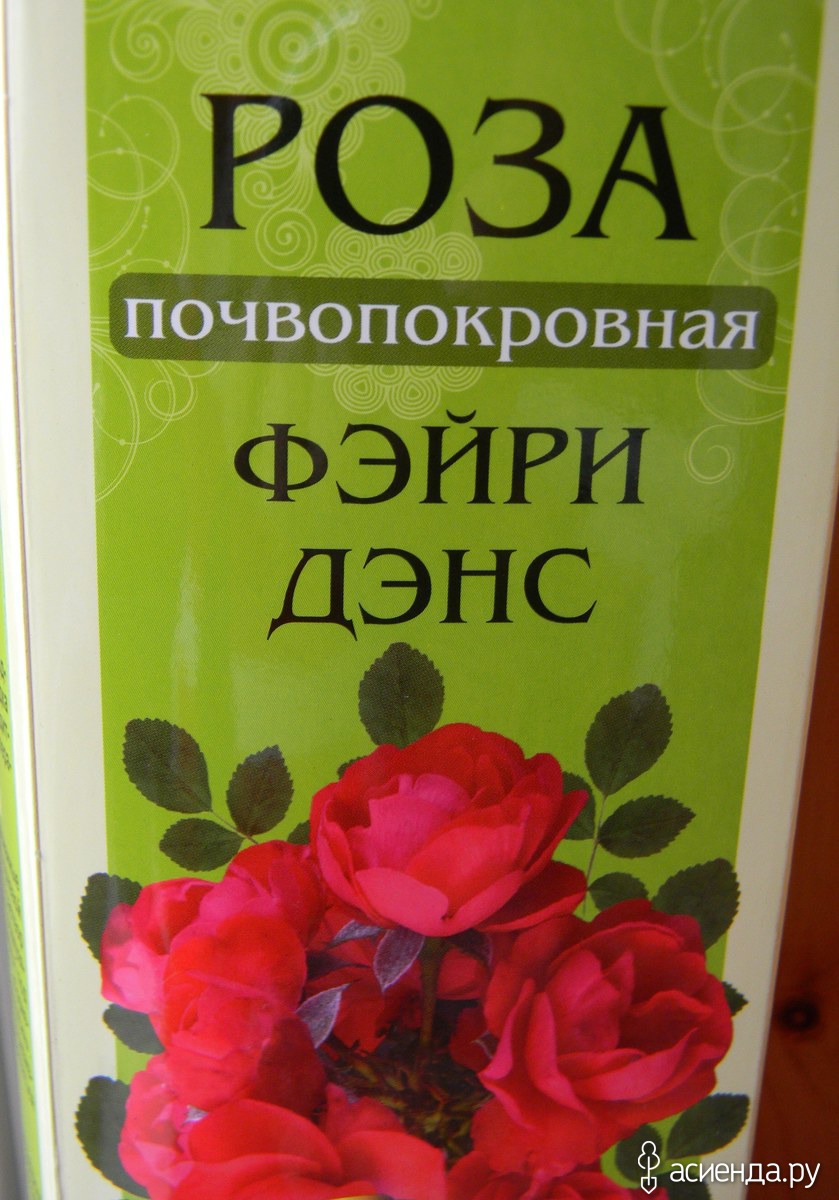 РОЗА
почвопокровная
ФЭЙРИ
ДЭНС
асиенда.ру